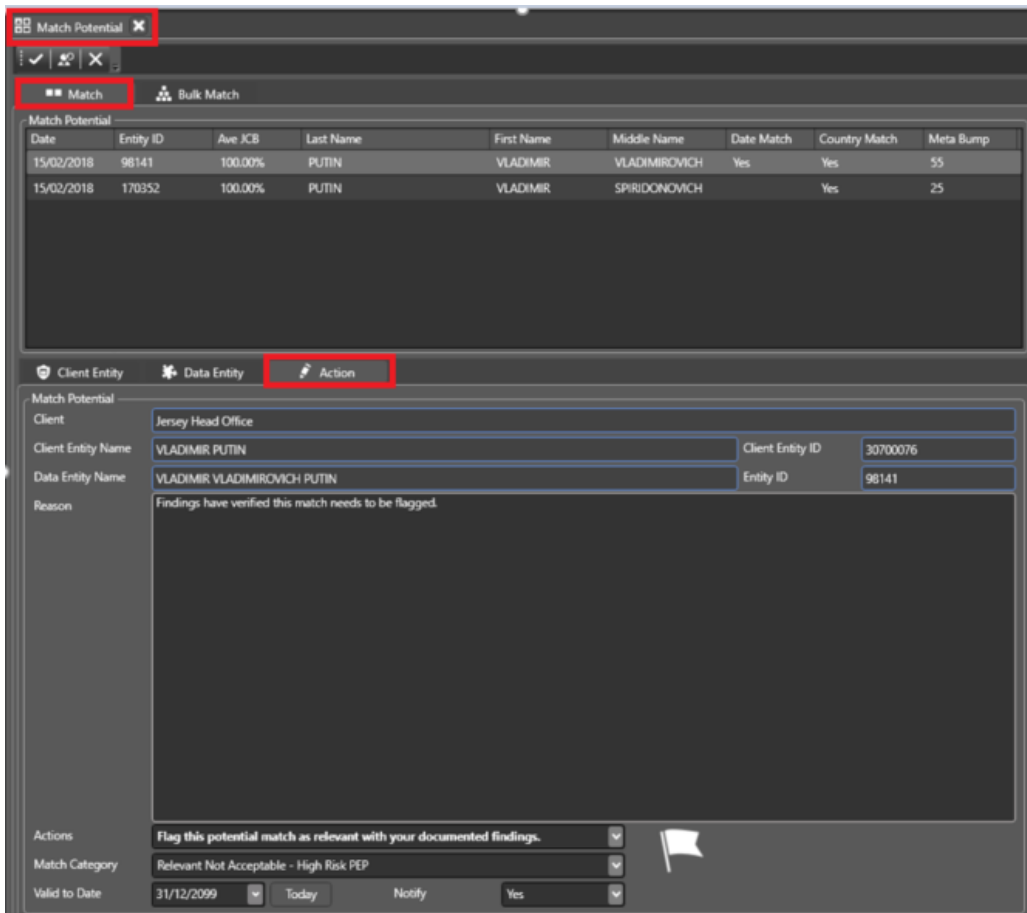 Match Potential
Match Bulk Match
Match Potential
Date Entity ID Ave JCB Last Name First Name Middle Name Date Match Country Match Meta Bump
15/02/2018 98141 100.00% PUTIN VLADIMIR VLADIMIROVICH Yes Yes 55
15/02/2018 170352 100.00% PUTIN VLADIMIR SPIRIDONOVICH Yes 25
Client Entity Data Entity Action
Match Potential
Client Jersey Head Office
Client Entity Name VLADIMIR PUTIN Client Entity ID 30700076
Data Entity Name VLADIMIR VLADIMIROVICH PUTIN Entity ID 98141
Reason Findings have verified this match needs to be flagged.
Actions Flag this potential match as relevant with your documented findings.
Match Category Relevant Not Acceptable - High Risk PEP
Valid to Date 31/12/2099 Today Notify Yes